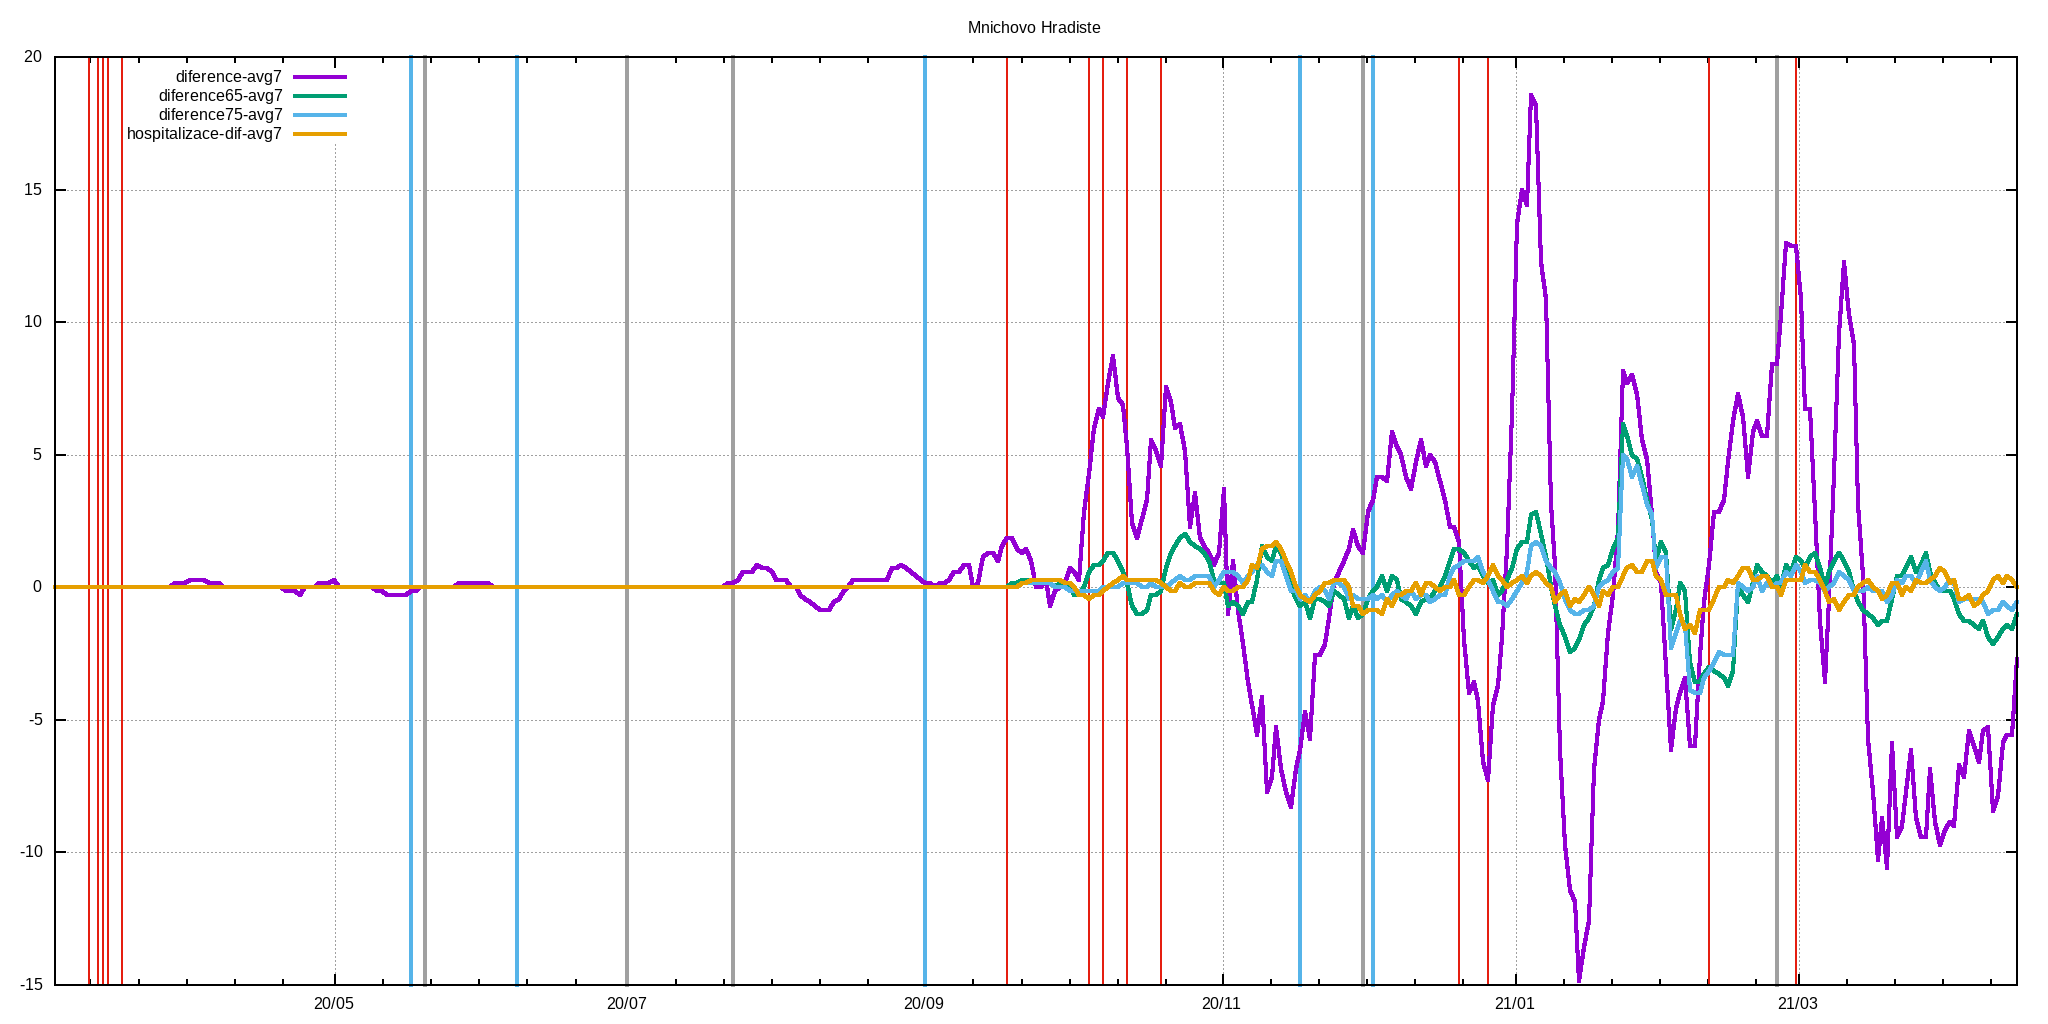 Mnichovo Hradiste
diference-avg7
diference65-avg7
diference75-avg7
hospitalizace-dif-avg7
20
15
10
5
0
-5
-10
-15
20/05 20/07 20/09 20/11 21/01 21/03